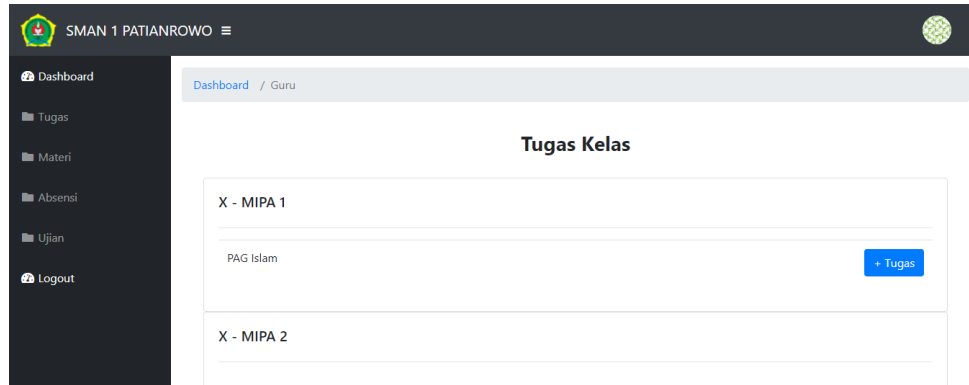 SMAN 1 PATIANROWO
Dashboard
Tugas
Materi
Absensi
Ujian
Logout
Dashboard / Guru
Tugas Kelas
X - MIPA 1
PAG Islam
+ Tugas
X - MIPA 2